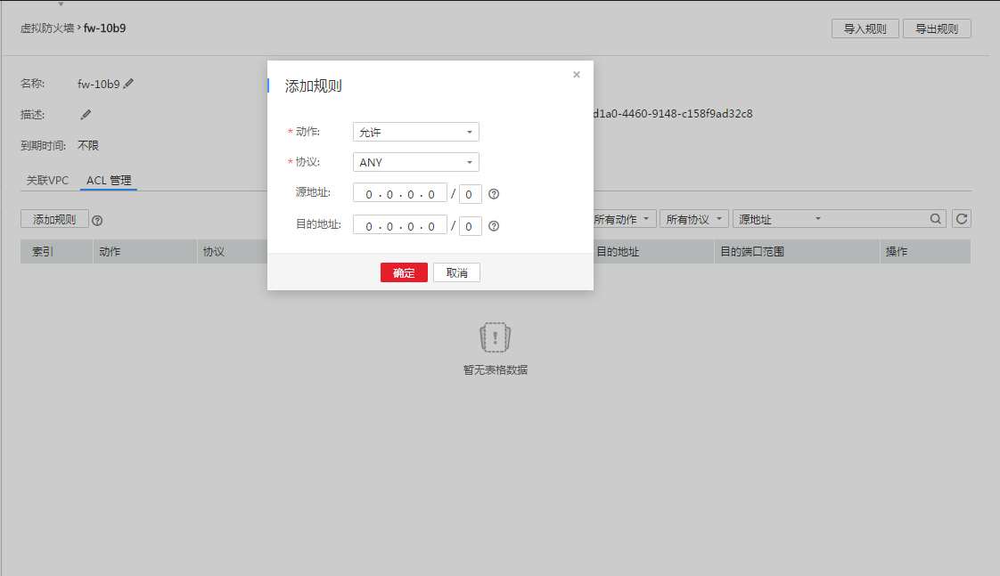 虚拟防火墙 › fw-10b9
导入规则 导出规则
名称: fw-10b9
描述:
d1a0-4460-9148-c158f9ad32c8
到期时间: 不限
关联VPC ACL 管理
添加规则
所有动作 所有协议 源地址
索引 动作 协议 目的地址 目的端口范围 操作
添加规则 ×
* 动作: 允许
* 协议: ANY
源地址: 0 . 0 . 0 . 0 / 0 ?
目的地址: 0 . 0 . 0 . 0 / 0 ?
确定 取消
暂无表格数据